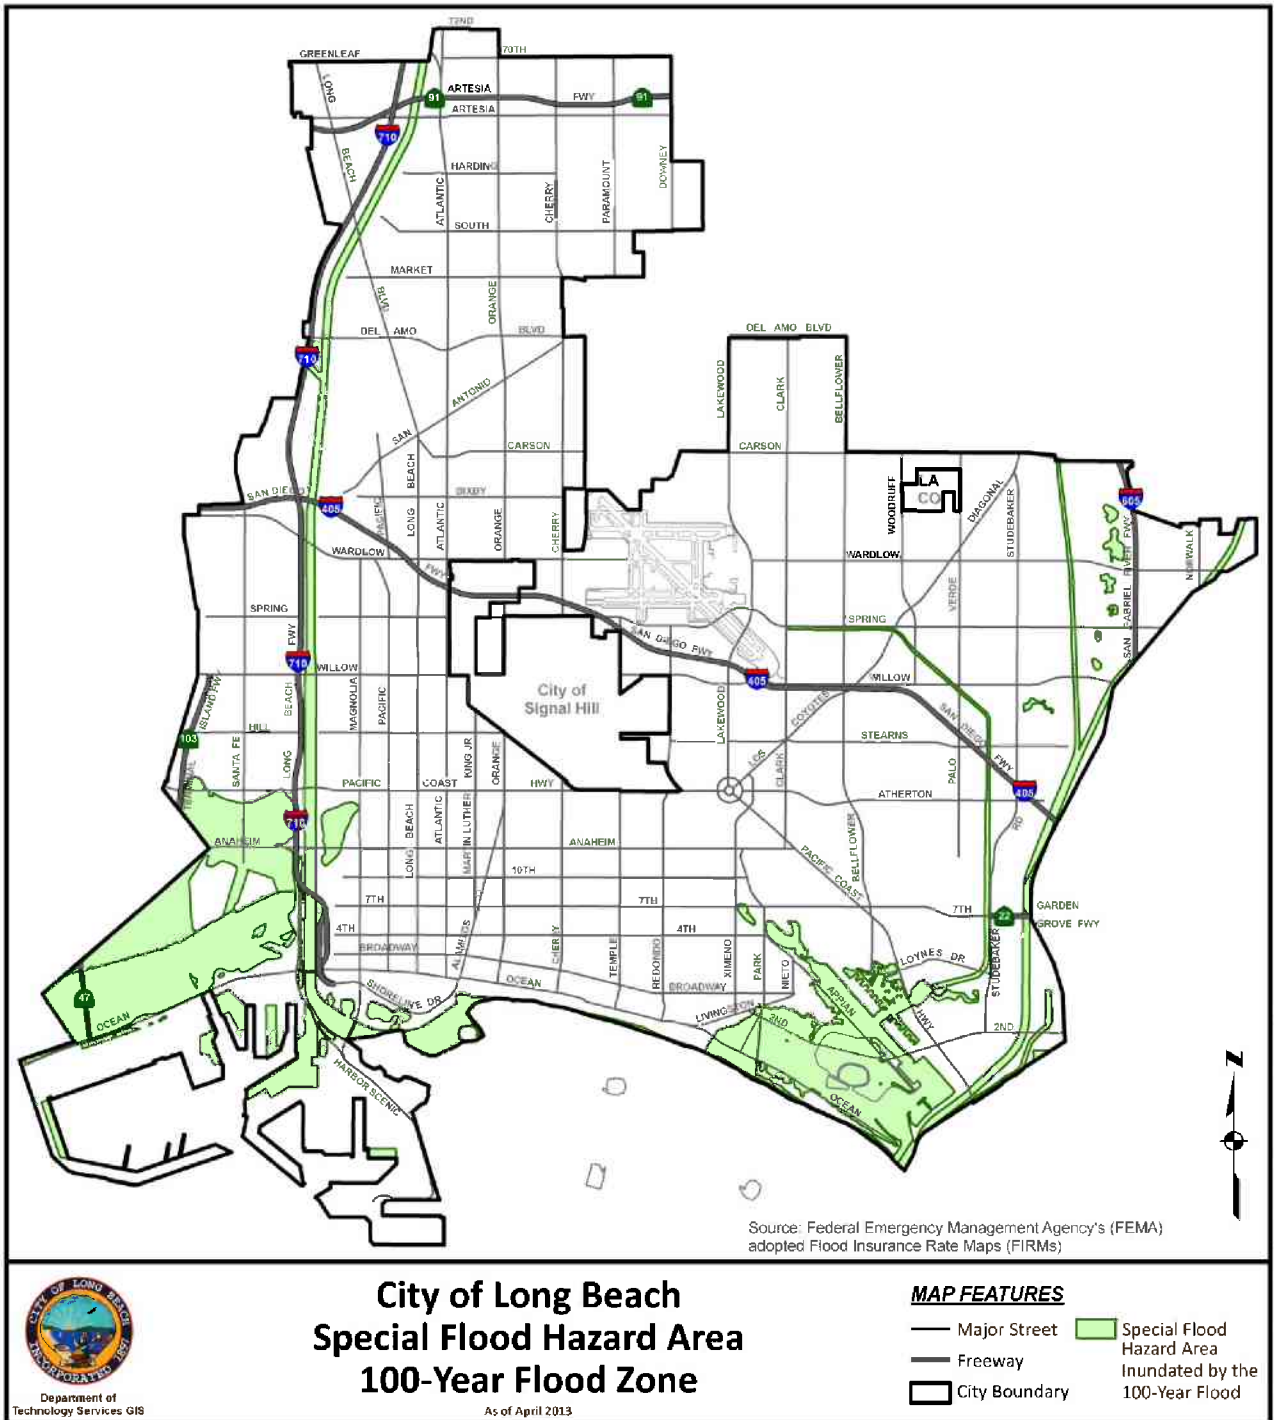 72ND
70TH
GREENLEAF
LONG
BEACH
BLVD
91
ARTESIA
FWY
91
ARTESIA
710
HARDING
ATLANTIC
CHERRY
PARAMOUNT
DOWNEY
SOUTH
MARKET
ORANGE
DEL AMO
BLVD
710
DEL AMO BLVD
LAKEWOOD
CLARK
BELLFLOWER
SAN
ANTONIO
CARSON
CARSON
SAN DIEGO
405
PACIFIC
LONG BEACH
ATLANTIC
DIXBY
ORANGE
CHERRY
WARDLOW
FWY
WOODRUFF
LA
CO
DIAGONAL
STUDEBAKER
605
WARDLOW
VERDE
SAN GABRIEL RIVER FWY
NORWALK
SPRING
SPRING
FWY
710
WILLOW
SAN DIEGO FWY
405
WILLOW
City of
Signal Hill
ISLAND FWY
BEACH
MAGNOLIA
PACIFIC
LAKEWOOD
COYOTES
SAN DIEGO
FWY
103
HILL
STEARNS
TERMINAL
SANTA FE
LONG
KING JR
ORANGE
LOS
CLARK
PALO
PACIFIC
COAST
HWY
ATHERTON
405
RD
710
LONG BEACH
ATLANTIC
MARTIN LUTHER
ANAHEIM
ANAHEIM
BELLFLOWER
PACIFIC COAST
HWY
10TH
7TH
7TH
7TH
22
GARDEN
GROVE FWY
4TH
4TH
BROADWAY
ALAMITOS
CHERRY
TEMPLE
REDONDO
XIMENO
PARK
NIETO
LOYNES DR
STUDEBAKER
47
OCEAN
SHORELINE DR
OCEAN
BROADWAY
LIVINGSTON
2ND
APPIAN
2ND
HARBOR SCENIC
OCEAN
Z
Source: Federal Emergency Management Agency's (FEMA)
adopted Flood Insurance Rate Maps (FIRMs)
CITY OF LONG BEACH
INCORPORATED 1897
Department of
Technology Services GIS
City of Long Beach
Special Flood Hazard Area
100-Year Flood Zone
As of April 2013
MAP FEATURES
Major Street
Freeway
City Boundary
Special Flood
Hazard Area
Inundated by the
100-Year Flood